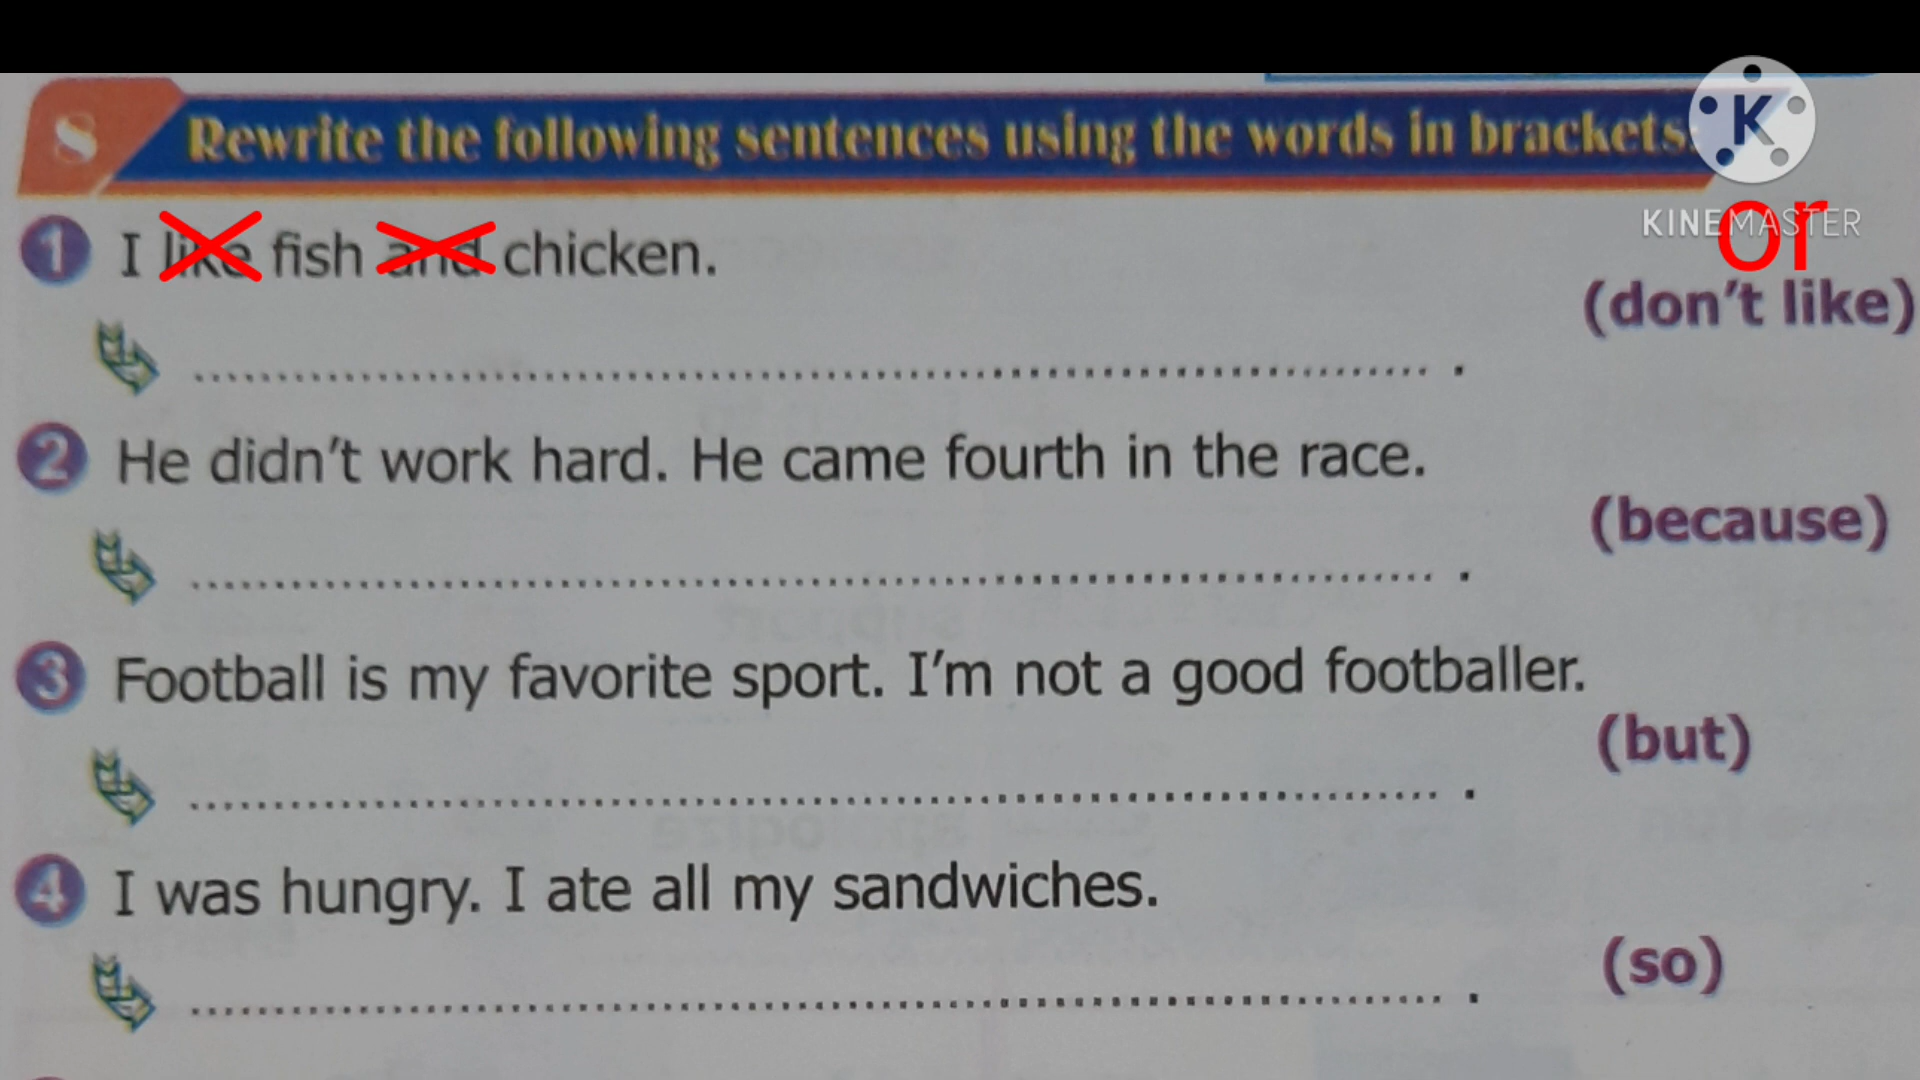 8 Rewrite the following sentences using the words in brackets:
K
KINEMASTER
or
1 I like fish and chicken.
(don't like)
2 He didn't work hard. He came fourth in the race.
(because)
3 Football is my favorite sport. I'm not a good footballer.
(but)
4 I was hungry. I ate all my sandwiches.
(so)